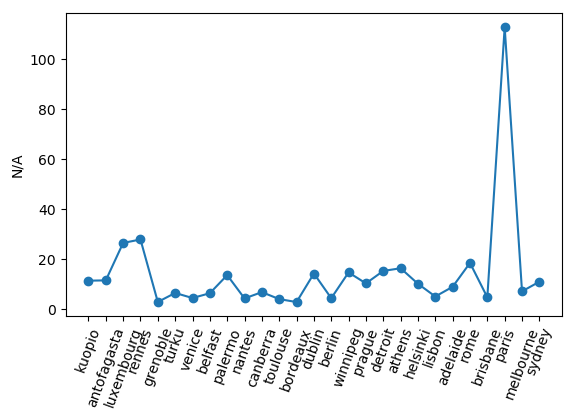 N/A
0
20
40
60
80
100
kuopio
antofagasta
luxembourg
rennes
grenoble
turku
venice
belfast
palermo
nantes
canberra
toulouse
bordeaux
dublin
berlin
winnipeg
prague
detroit
athens
helsinki
lisbon
adelaide
rome
brisbane
paris
melbourne
sydney